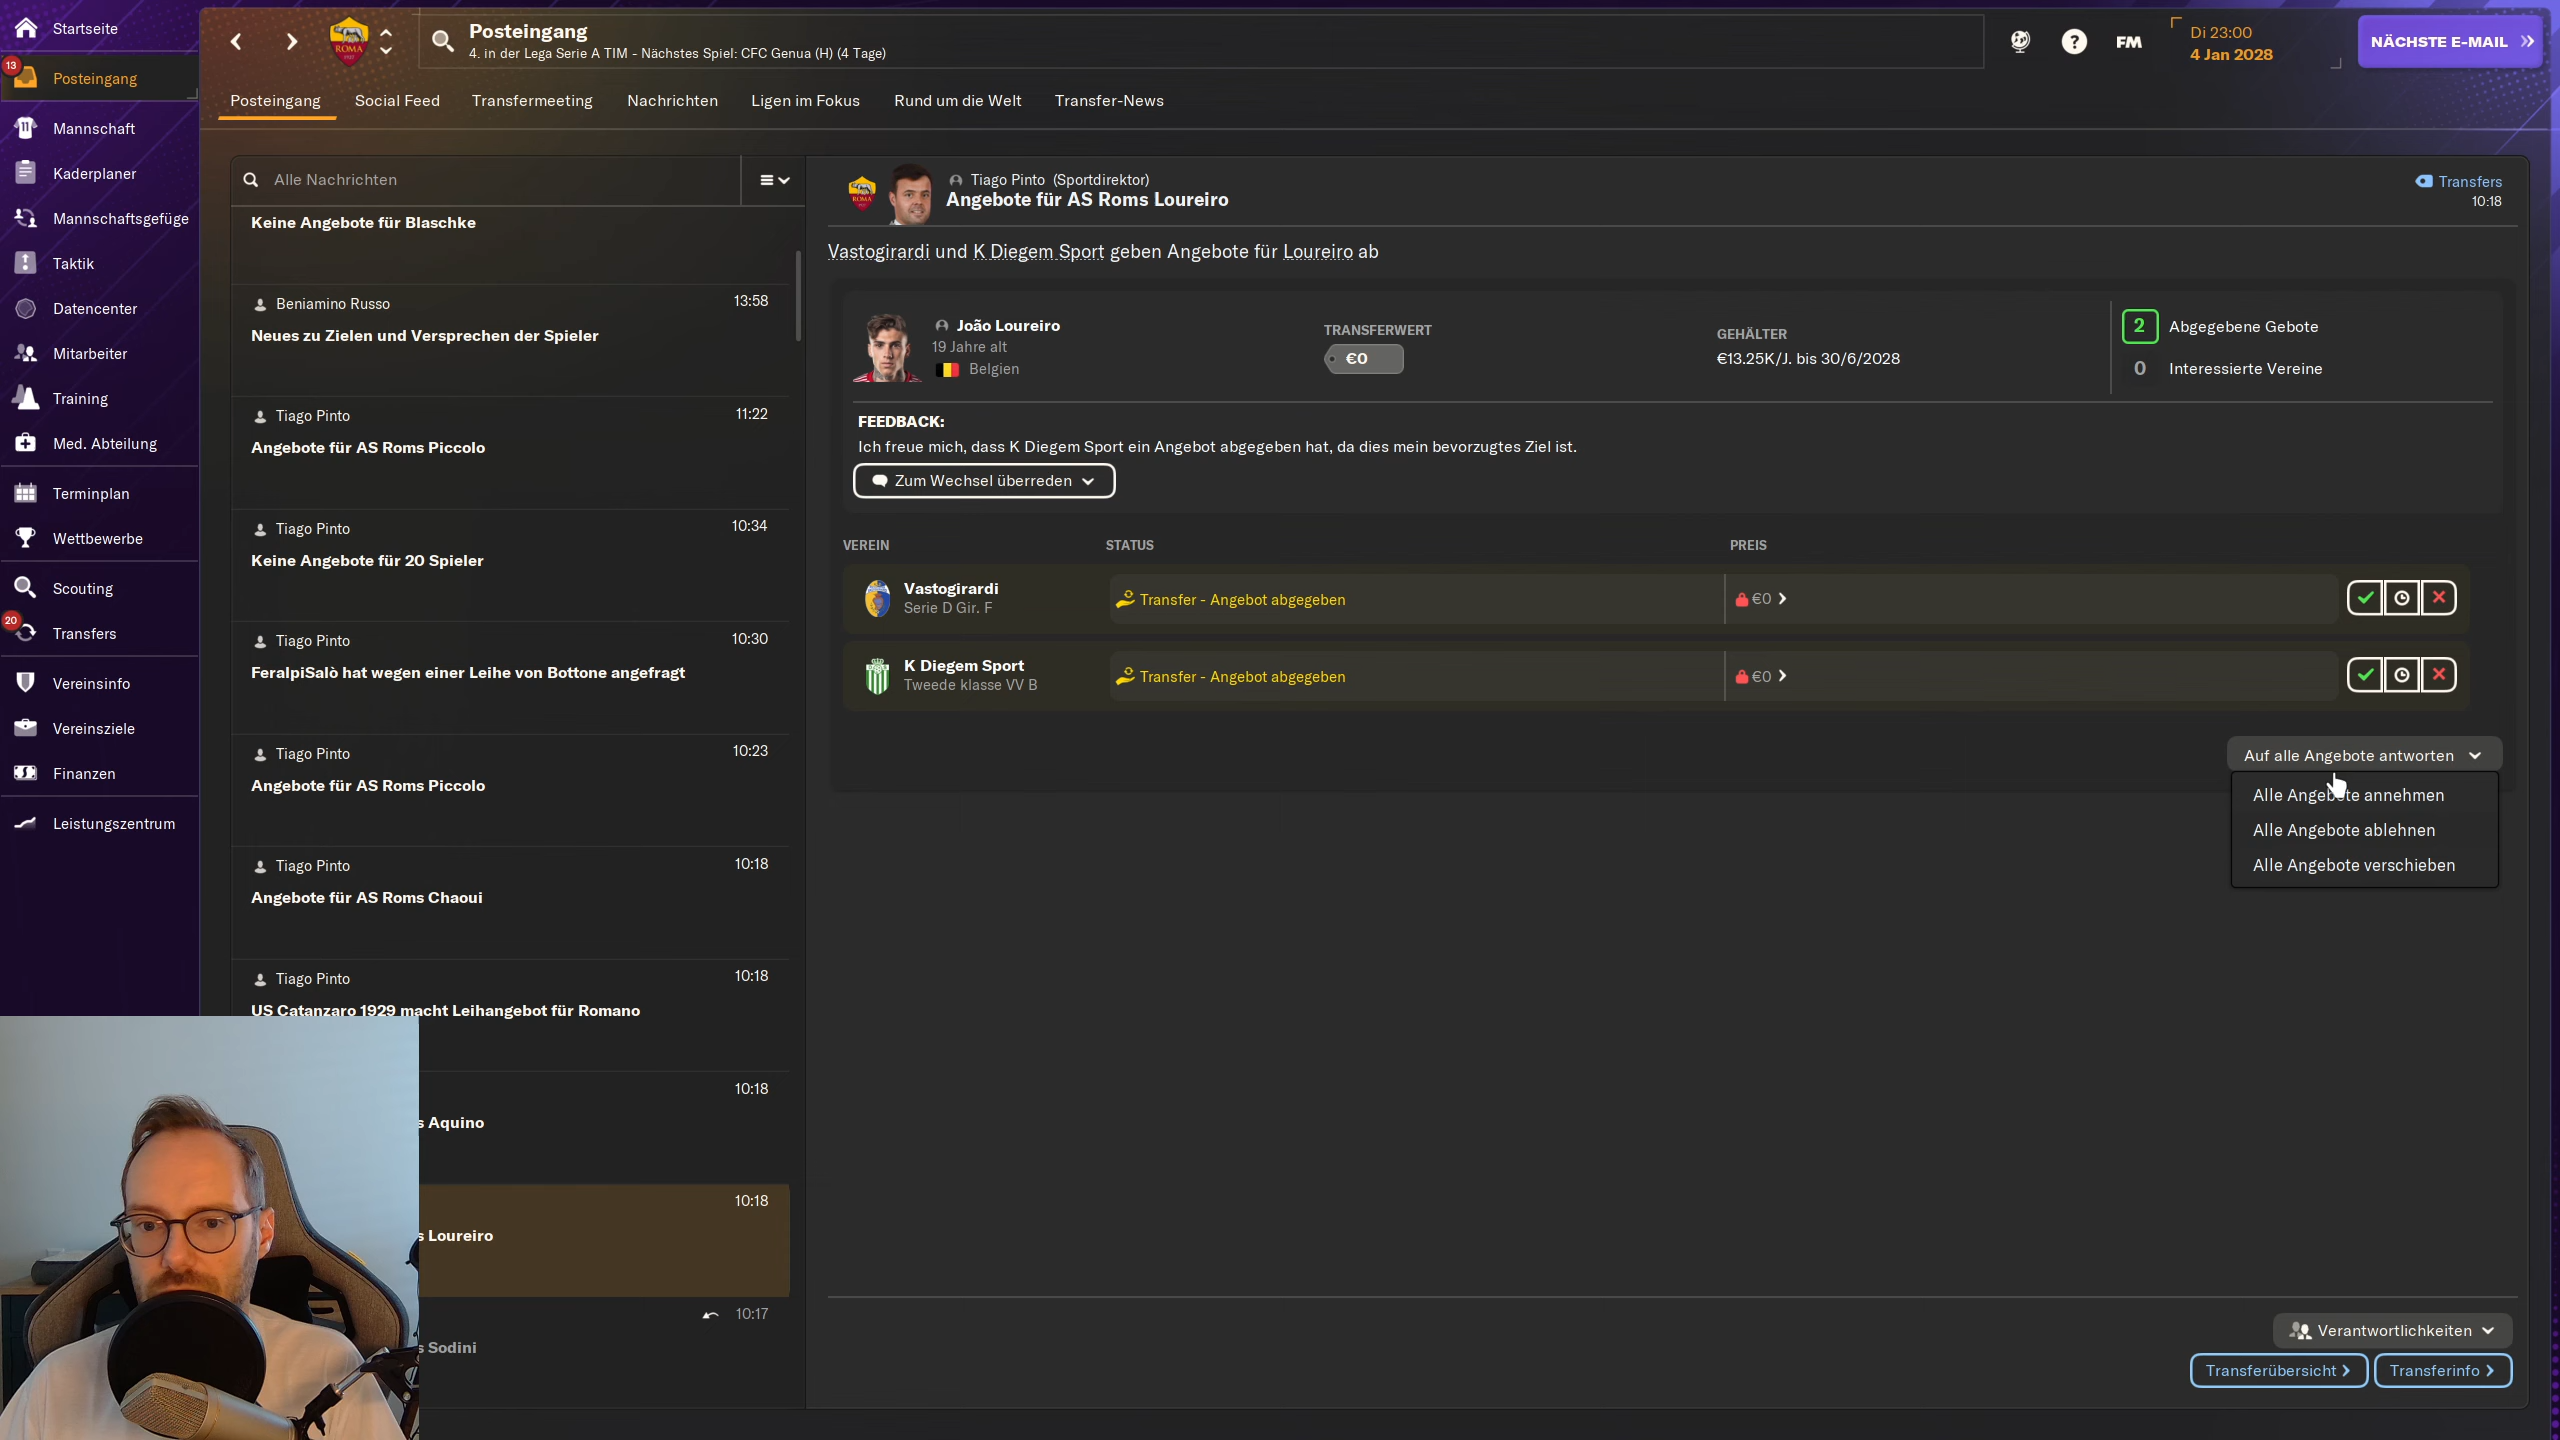 Startseite
13
Posteingang
Mannschaft
Kaderplaner
Mannschaftsgefüge
Taktik
Datencenter
Mitarbeiter
Training
Med. Abteilung
Terminplan
Wettbewerbe
Scouting
20
Transfers
Vereinsinfo
Vereinsziele
Finanzen
Leistungszentrum
ROMA
Posteingang
4. in der Lega Serie A TIM - Nächstes Spiel: CFC Genua (H) (4 Tage)
?
FM
Di 23:00
4 Jan 2028
NÄCHSTE E-MAIL
Posteingang
Social Feed
Transfermeeting
Nachrichten
Ligen im Fokus
Rund um die Welt
Transfer-News
Alle Nachrichten
Keine Angebote für Blaschke
Beniamino Russo
13:58
Neues zu Zielen und Versprechen der Spieler
Tiago Pinto
11:22
Angebote für AS Roms Piccolo
Tiago Pinto
10:34
Keine Angebote für 20 Spieler
Tiago Pinto
10:30
FeralpiSalò hat wegen einer Leihe von Bottone angefragt
Tiago Pinto
10:23
Angebote für AS Roms Piccolo
Tiago Pinto
10:18
Angebote für AS Roms Chaoui
Tiago Pinto
10:18
US Catanzaro 1929 macht Leihangebot für Romano
10:18
s Aquino
10:18
s Loureiro
10:17
s Sodini
Tiago Pinto (Sportdirektor)
Angebote für AS Roms Loureiro
Transfers
10:18
Vastogirardi und K Diegem Sport geben Angebote für Loureiro ab
João Loureiro
19 Jahre alt
Belgien
TRANSFERWERT
€0
GEHÄLTER
€13.25K/J. bis 30/6/2028
2 Abgegebene Gebote
0 Interessierte Vereine
FEEDBACK:
Ich freue mich, dass K Diegem Sport ein Angebot abgegeben hat, da dies mein bevorzugtes Ziel ist.
Zum Wechsel überreden
VEREIN
STATUS
PREIS
Vastogirardi
Serie D Gir. F
Transfer - Angebot abgegeben
€0
K Diegem Sport
Tweede klasse VV B
Transfer - Angebot abgegeben
€0
Auf alle Angebote antworten
Alle Angebote annehmen
Alle Angebote ablehnen
Alle Angebote verschieben
Verantwortlichkeiten
Transferübersicht
Transferinfo